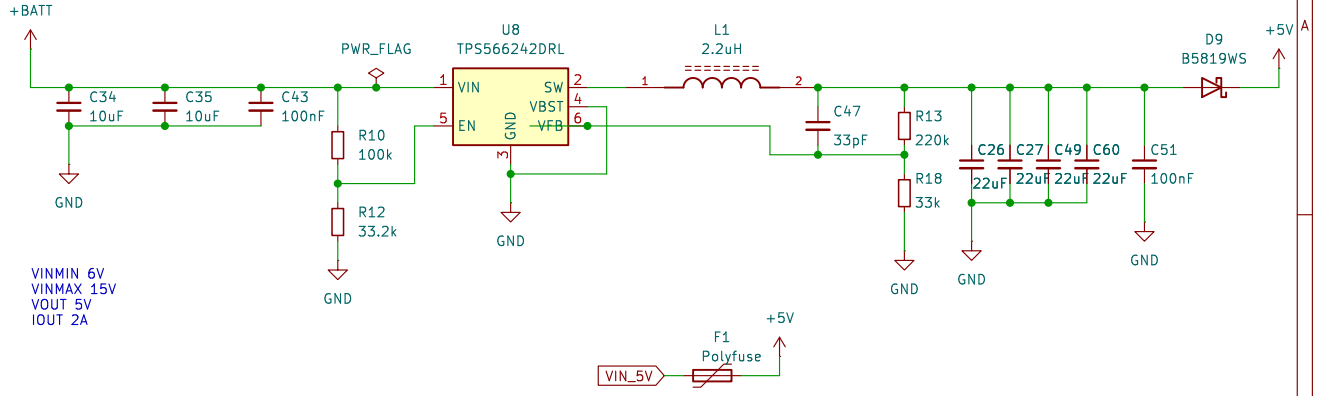 +BATT
U8
TPS566242DRL
L1
2.2uH
D9
B5819WS
+5V
A
PWR_FLAG
C34
10uF
C35
10uF
C43
100nF
1
VIN
SW
2
VBST
4
5
EN
GND
VFB
6
3
1
2
C47
33pF
R13
220k
R10
100k
C26
22uF
C27
22uF
C49
22uF
C60
22uF
C51
100nF
R18
33k
R12
33.2k
GND
GND
GND
GND
GND
GND
VINMIN 6V
VINMAX 15V
VOUT 5V
IOUT 2A
+5V
F1
Polyfuse
VIN_5V